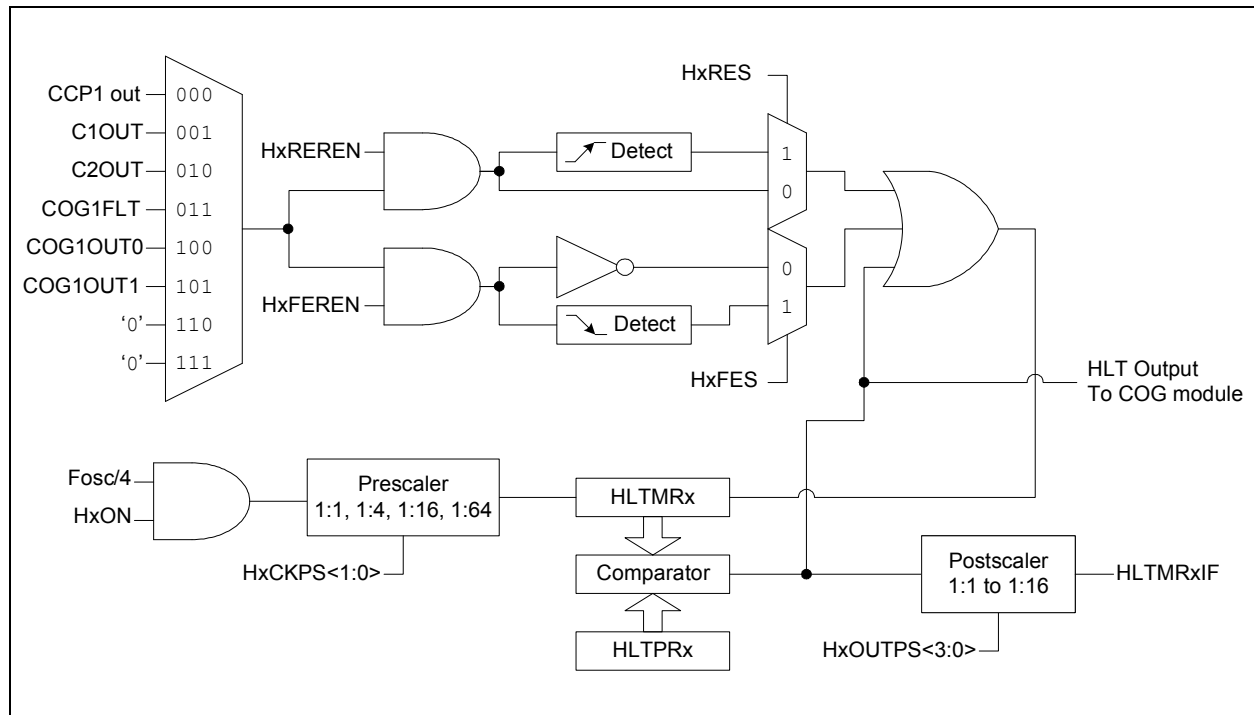 HxRES
CCP1 out
000
C1OUT
001
HxREREN
Detect
1
C2OUT
010
0
COG1FLT
011
COG1OUT0
100
0
COG1OUT1
101
HxFEREN
1
‘0’
110
Detect
‘0’
111
HxFES
HLT Output
To COG module
Fosc/4
HxON
Prescaler
1:1, 1:4, 1:16, 1:64
HLTMRx
HxCKPS<1:0>
Comparator
Postscaler
1:1 to 1:16
HLTMRxIF
HLTPRx
HxOUTPS<3:0>